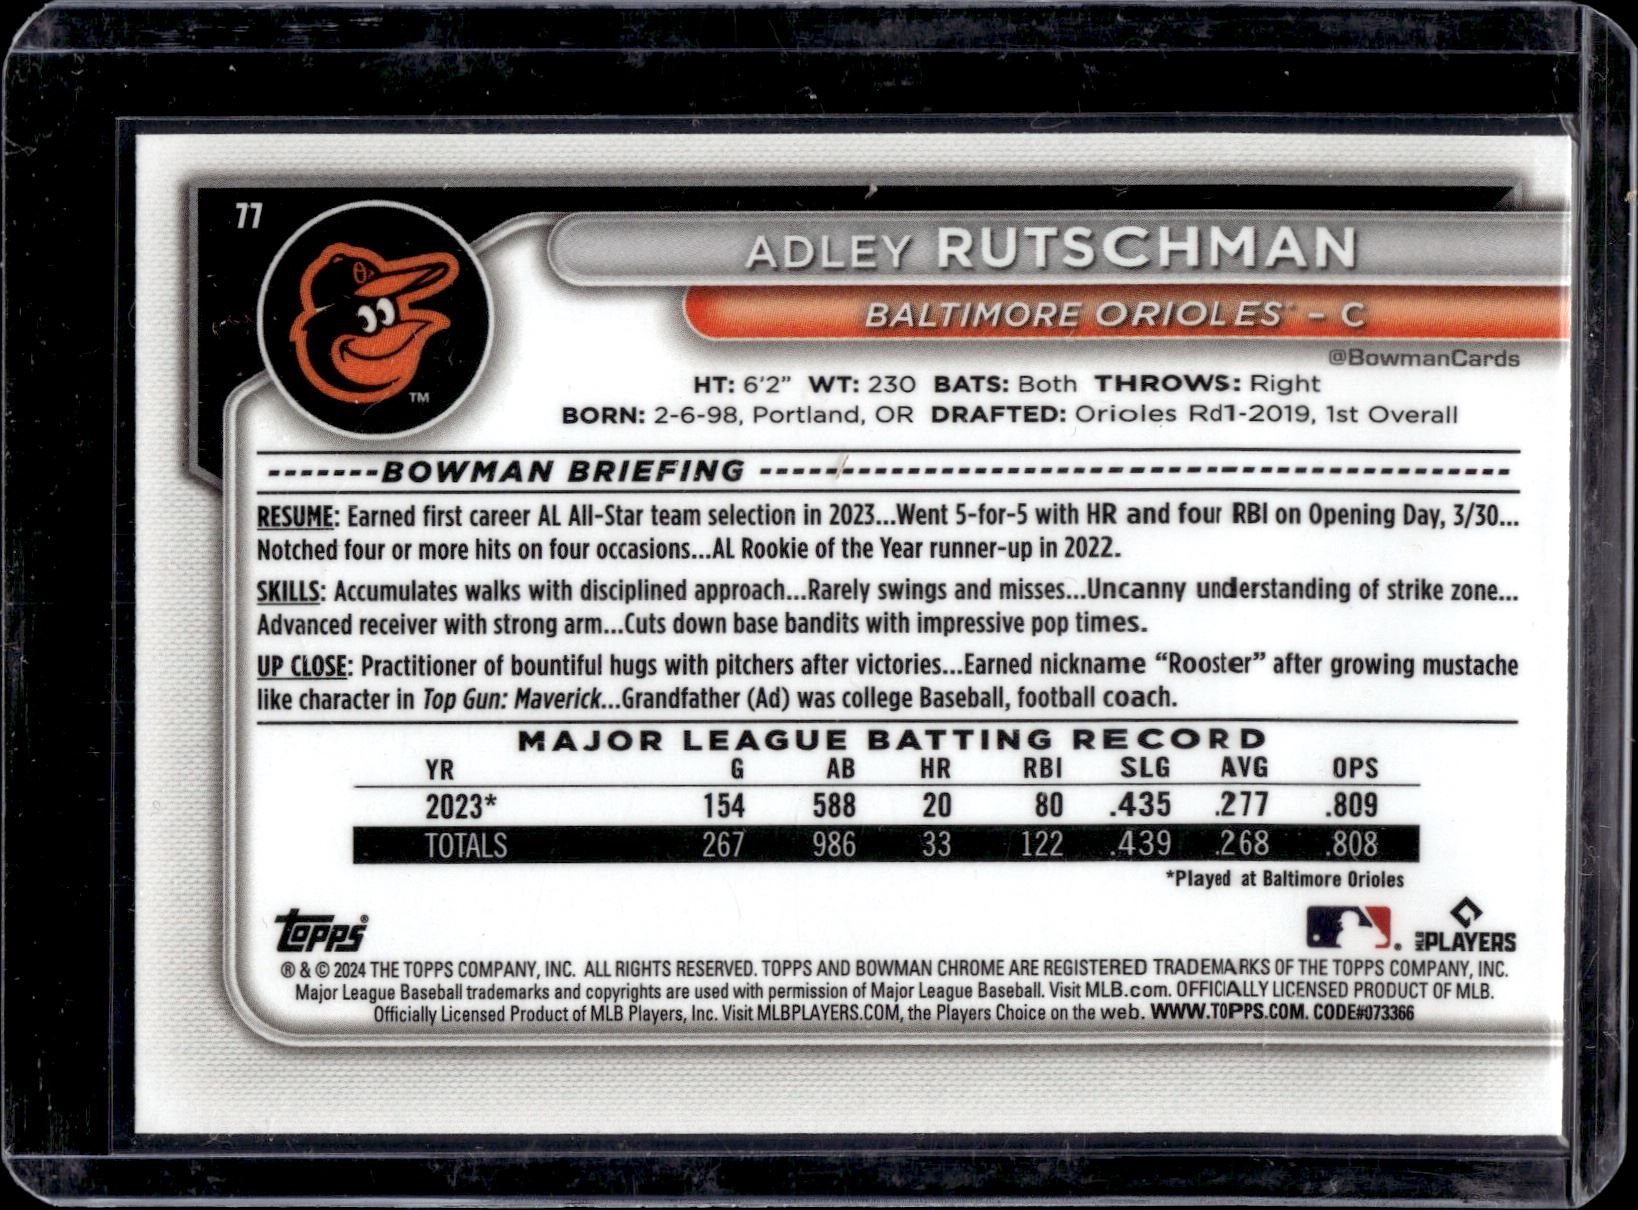 77
ADLEY RUTSCHMAN
BALTIMORE ORIOLES™ – C
@BowmanCards
HT: 6'2" WT: 230 BATS: Both THROWS: Right
BORN: 2-6-98, Portland, OR DRAFTED: Orioles Rd1-2019, 1st Overall
TM
BOWMAN BRIEFING
RESUME: Earned first career AL All-Star team selection in 2023...Went 5-for-5 with HR and four RBI on Opening Day, 3/30...
Notched four or more hits on four occasions...AL Rookie of the Year runner-up in 2022.
SKILLS: Accumulates walks with disciplined approach...Rarely swings and misses...Uncanny understanding of strike zone...
Advanced receiver with strong arm...Cuts down base bandits with impressive pop times.
UP CLOSE: Practitioner of bountiful hugs with pitchers after victories...Earned nickname “Rooster” after growing mustache
like character in Top Gun: Maverick...Grandfather (Ad) was college Baseball, football coach.
MAJOR LEAGUE BATTING RECORD
YR G AB HR RBI SLG AVG OPS
2023* 154 588 20 80 .435 .277 .809
TOTALS 267 986 33 122 .439 .268 .808
*Played at Baltimore Orioles
Topps®
MLB PLAYERS
® & © 2024 THE TOPPS COMPANY, INC. ALL RIGHTS RESERVED. TOPPS AND BOWMAN CHROME ARE REGISTERED TRADEMARKS OF THE TOPPS COMPANY, INC.
Major League Baseball trademarks and copyrights are used with permission of Major League Baseball. Visit MLB.com. OFFICIALLY LICENSED PRODUCT OF MLB.
Officially Licensed Product of MLB Players, Inc. Visit MLBPLAYERS.COM, the Players Choice on the web. WWW.TOPPS.COM. CODE#073366